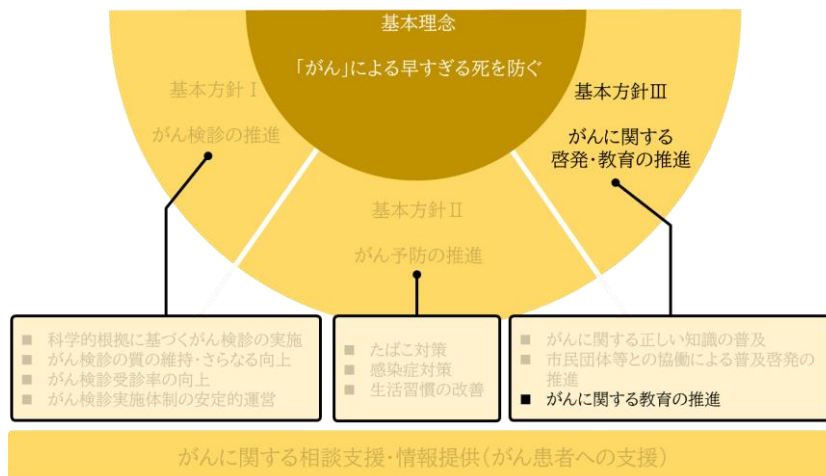 基本理念
「がん」による早すぎる死を防ぐ
基本方針Ⅰ
がん検診の推進
基本方針Ⅱ
がん予防の推進
基本方針Ⅲ
がんに関する
啓発・教育の推進
■ 科学的根拠に基づくがん検診の実施
■ がん検診の質の維持・さらなる向上
■ がん検診受診率の向上
■ がん検診実施体制の安定的運営
■ たばこ対策
■ 感染症対策
■ 生活習慣の改善
■ がんに関する正しい知識の普及
■ 市民団体等との協働による普及啓発の
推進
■ がんに関する教育の推進
がんに関する相談支援・情報提供(がん患者への支援)